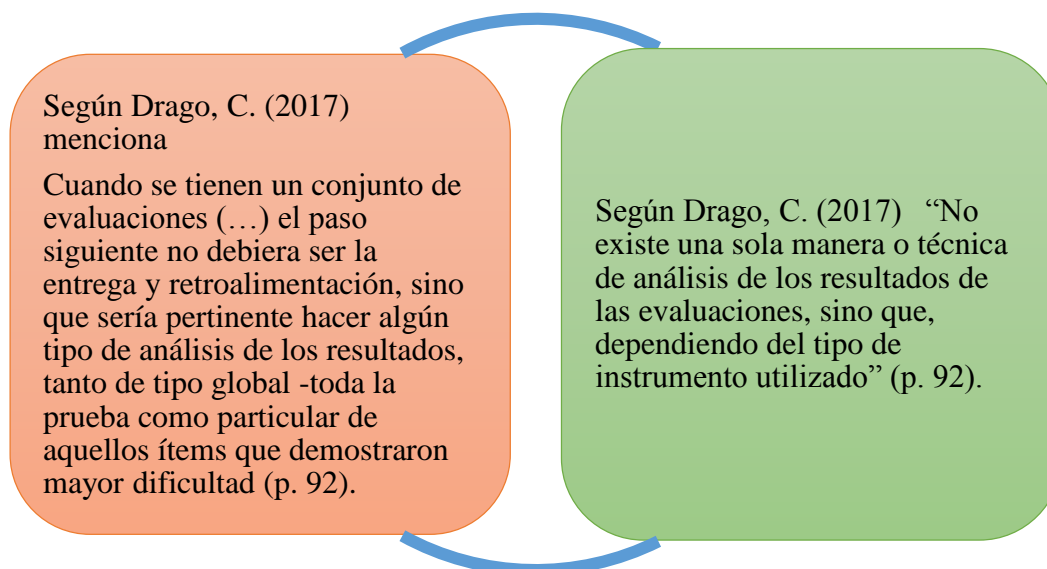 Según Drago, C. (2017)
menciona
Cuando se tienen un conjunto de
evaluaciones (…) el paso
siguiente no debiera ser la
entrega y retroalimentación, sino
que sería pertinente hacer algún
tipo de análisis de los resultados,
tanto de tipo global -toda la
prueba como particular de
aquellos ítems que demostraron
mayor dificultad (p. 92).
Según Drago, C. (2017) “No
existe una sola manera o técnica
de análisis de los resultados de
las evaluaciones, sino que,
dependiendo del tipo de
instrumento utilizado” (p. 92).